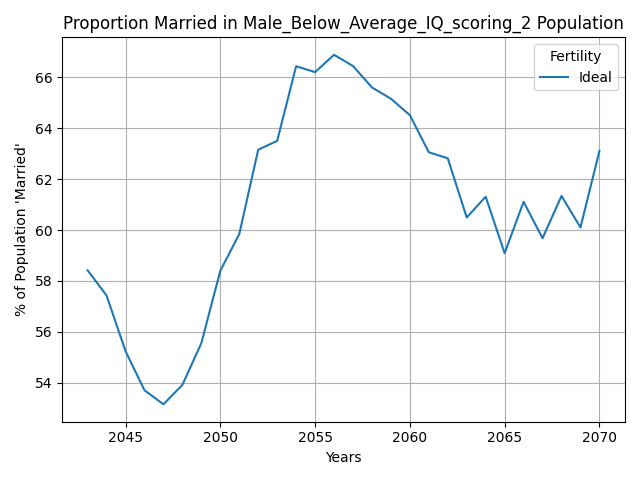 Proportion Married in Male_Below_Average_IQ_scoring_2 Population
Fertility
Ideal
% of Population 'Married'
66
64
62
60
58
56
54
2045 2050 2055 2060 2065 2070
Years